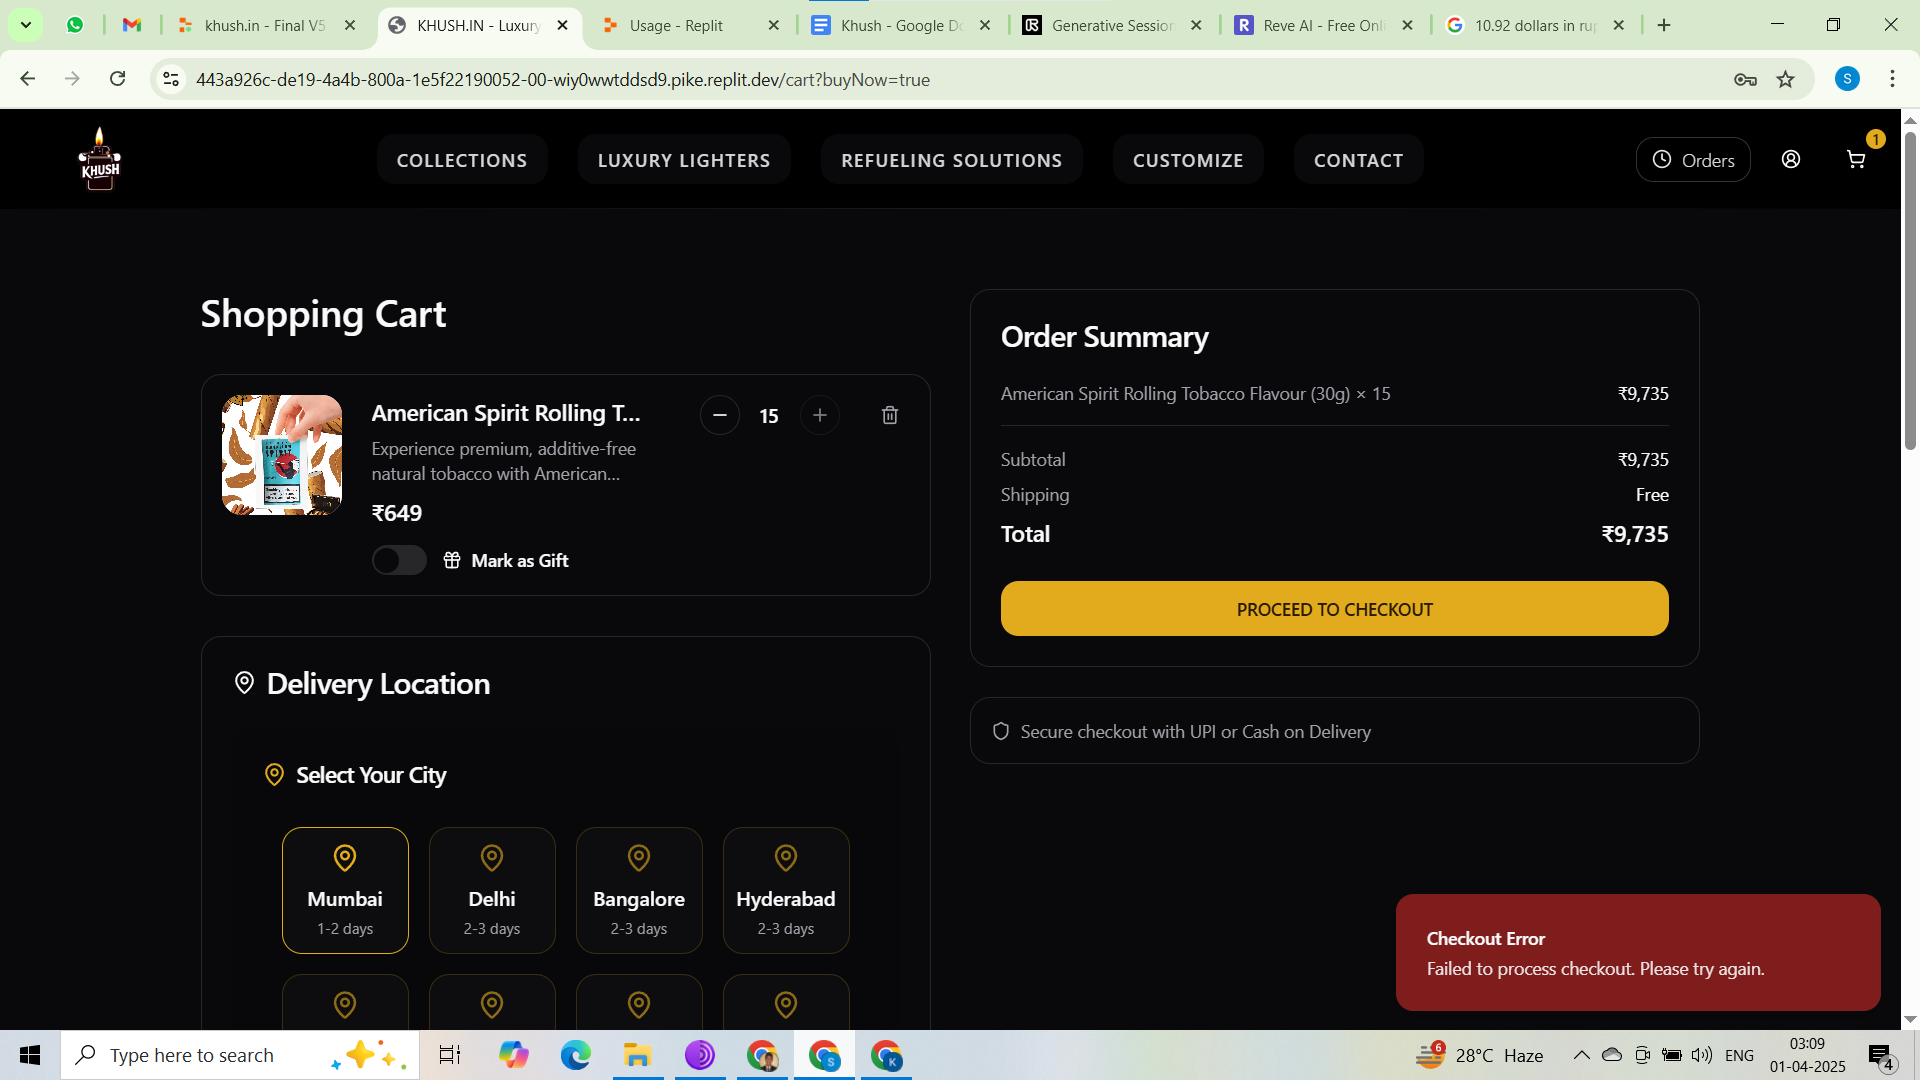 khush.in - Final V5
KHUSH.IN - Luxury
Usage - Replit
Khush - Google Do
Generative Session
Reve AI - Free Onli
10.92 dollars in rup
443a926c-de19-4a4b-800a-1e5f22190052-00-wiy0wwtddsd9.pike.replit.dev/cart?buyNow=true
S
KHUSH
COLLECTIONS
LUXURY LIGHTERS
REFUELING SOLUTIONS
CUSTOMIZE
CONTACT
Orders
1
Shopping Cart
American Spirit Rolling T...
15
Experience premium, additive-free
natural tobacco with American...
₹649
Mark as Gift
Order Summary
American Spirit Rolling Tobacco Flavour (30g) × 15
₹9,735
Subtotal
₹9,735
Shipping
Free
Total
₹9,735
PROCEED TO CHECKOUT
Secure checkout with UPI or Cash on Delivery
Delivery Location
Select Your City
Mumbai
1-2 days
Delhi
2-3 days
Bangalore
2-3 days
Hyderabad
2-3 days
Checkout Error
Failed to process checkout. Please try again.
Type here to search
S
K
6
28°C Haze
ENG
03:09
01-04-2025
4